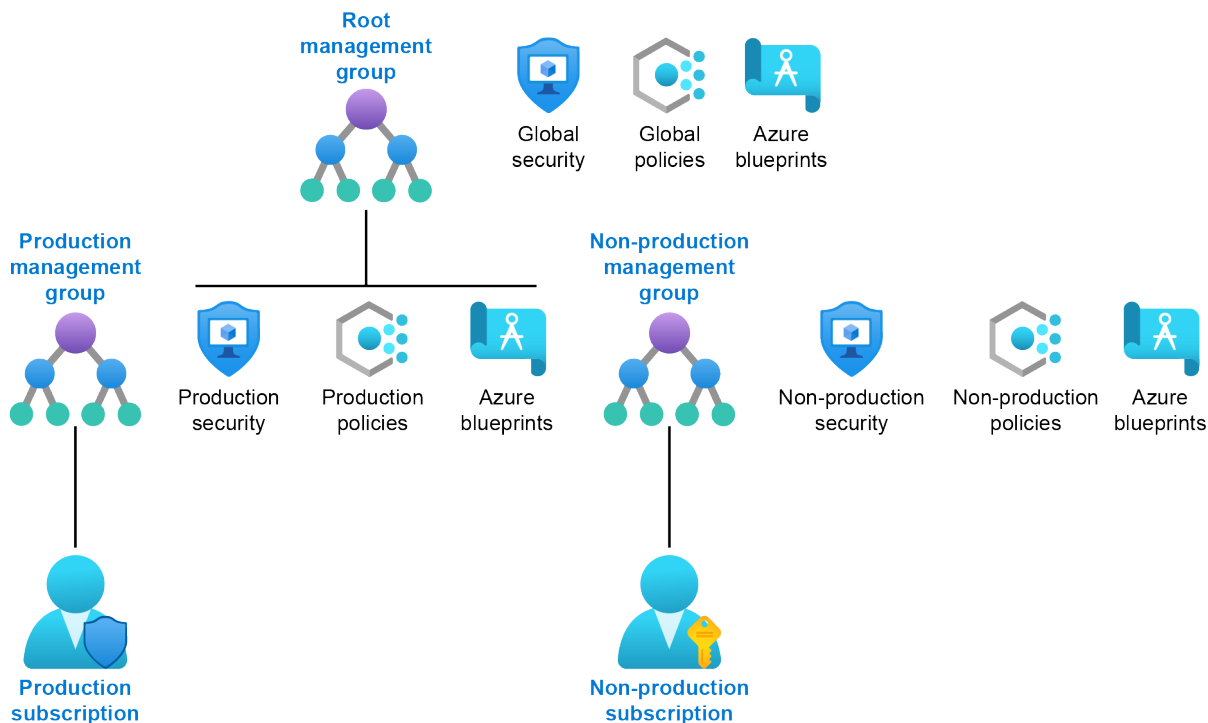 Root
management
group
Global
security
Global
policies
Azure
blueprints
Production
management
group
Production
security
Production
policies
Azure
blueprints
Non-production
management
group
Non-production
security
Non-production
policies
Azure
blueprints
Production
subscription
Non-production
subscription